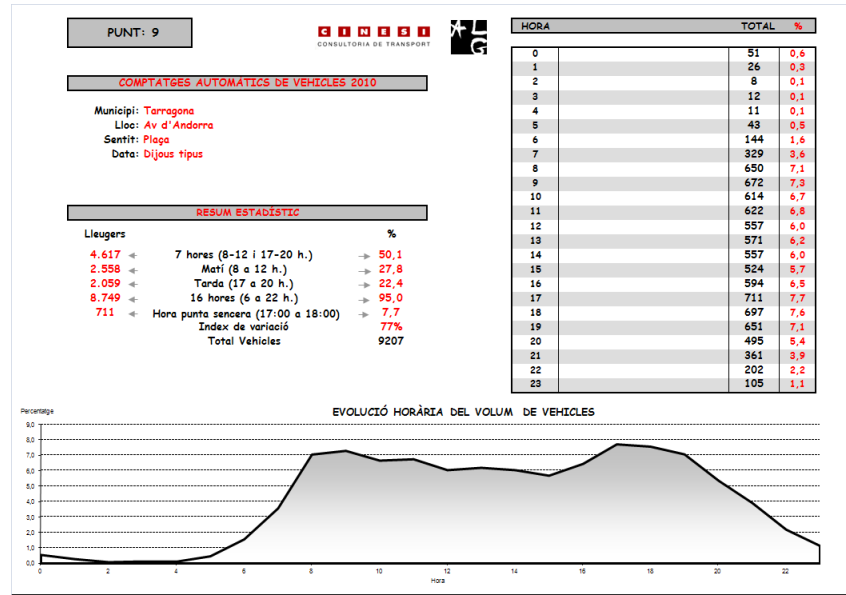 PUNT: 9
CINESI
CONSULTORIA DE TRANSPORT
ALG
COMPTATGES AUTOMÀTICS DE VEHICLES 2010
Municipi: Tarragona
Lloc: Av d'Andorra
Sentit: Plaça
Data: Dijous tipus
RESUM ESTADÍSTIC
Lleugers %
4.617 7 hores (8-12 i 17-20 h.) 50,1
2.558 Matí (8 a 12 h.) 27,8
2.059 Tarda (17 a 20 h.) 22,4
8.749 16 hores (6 a 22 h.) 95,0
711 Hora punta sencera (17:00 a 18:00) 7,7
Index de variació 77%
Total Vehicles 9207
HORA TOTAL %
0 51 0,6
1 26 0,3
2 8 0,1
3 12 0,1
4 11 0,1
5 43 0,5
6 144 1,6
7 329 3,6
8 650 7,1
9 672 7,3
10 614 6,7
11 622 6,8
12 557 6,0
13 571 6,2
14 557 6,0
15 524 5,7
16 594 6,5
17 711 7,7
18 697 7,6
19 651 7,1
20 495 5,4
21 361 3,9
22 202 2,2
23 105 1,1
Percentatge
EVOLUCIÓ HORÀRIA DEL VOLUM DE VEHICLES
9,0
8,0
7,0
6,0
5,0
4,0
3,0
2,0
1,0
0,0
0 2 4 6 8 10 12 14 16 18 20 22
Hora